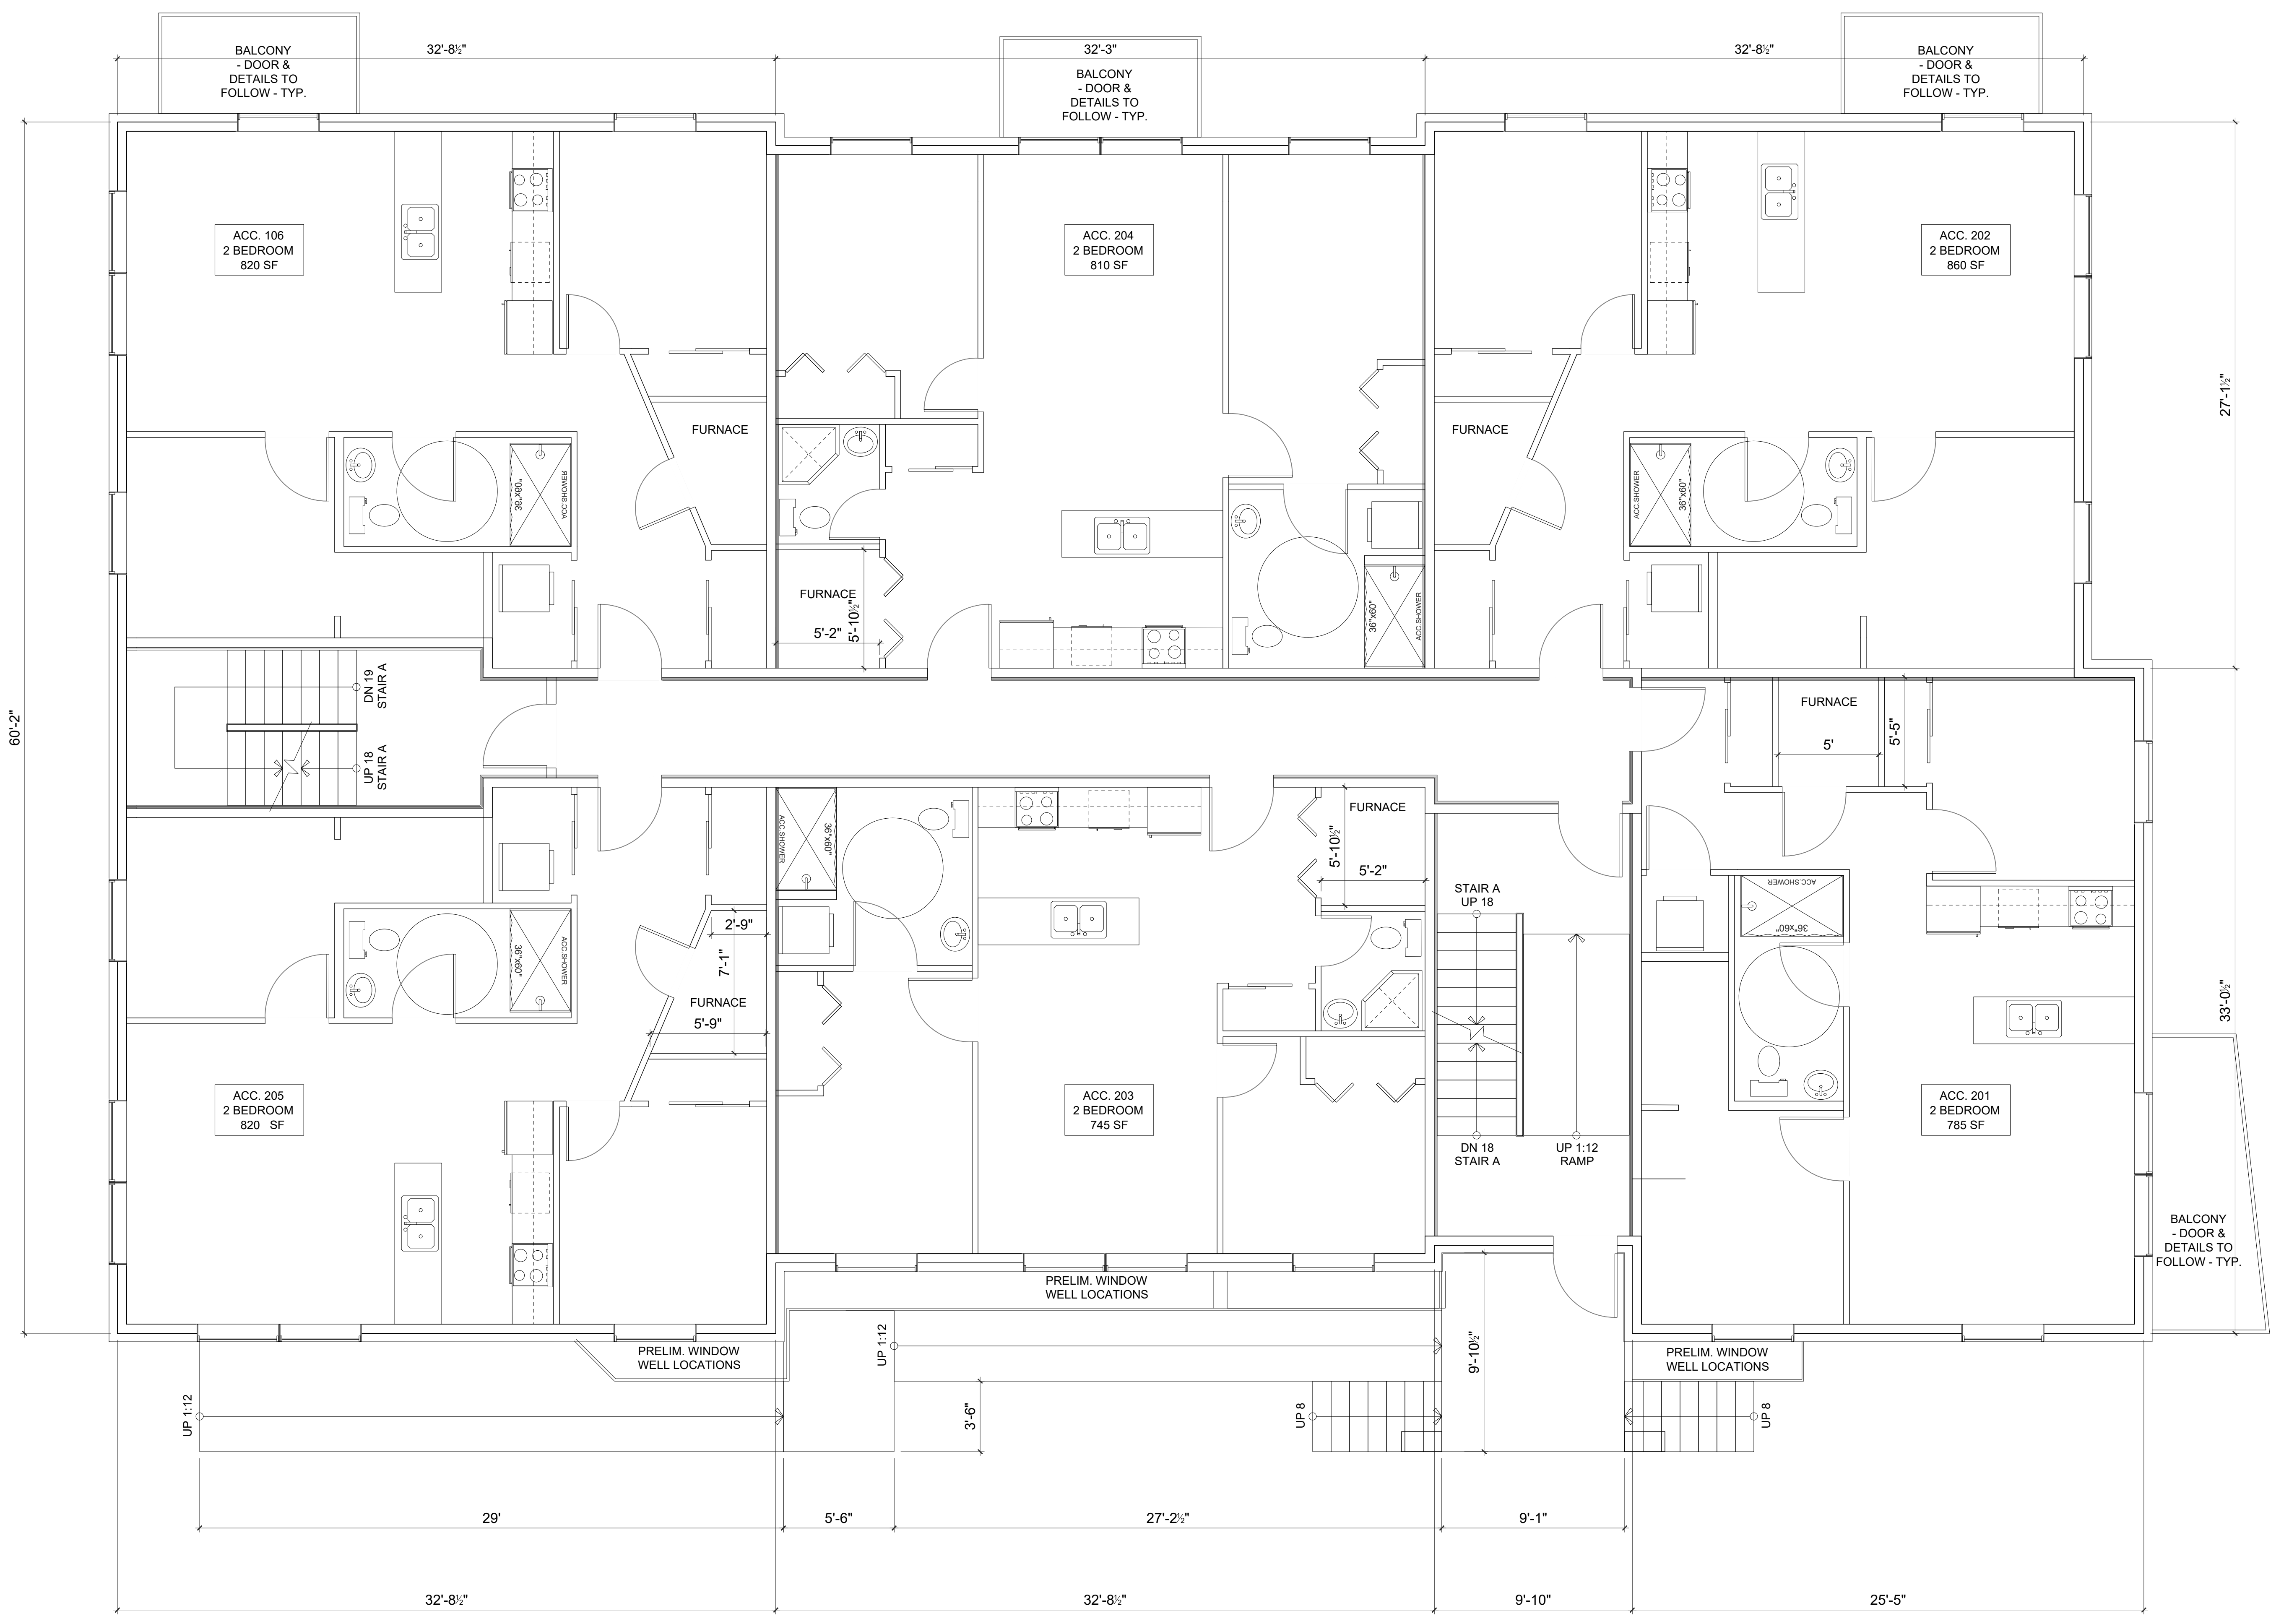 32'-8½"
32'-3"
32'-8½"
BALCONY
- DOOR &
DETAILS TO
FOLLOW - TYP.
BALCONY
- DOOR &
DETAILS TO
FOLLOW - TYP.
BALCONY
- DOOR &
DETAILS TO
FOLLOW - TYP.
ACC. 106
2 BEDROOM
820 SF
ACC. 204
2 BEDROOM
810 SF
ACC. 202
2 BEDROOM
860 SF
27'-1½"
FURNACE
FURNACE
36"x60"
ACC.SHOWER
ACC.SHOWER
36"x60"
FURNACE
5'-10½"
5'-2"
36"x60"
ACC.SHOWER
DN 19
STAIR A
UP 18
STAIR A
60'-2"
FURNACE
5'
5'-5"
ACC.SHOWER
36"x60"
FURNACE
5'-10½"
5'-2"
STAIR A
UP 18
ACC.SHOWER
36"x60"
36"x60"
ACC.SHOWER
2'-9"
7'-1"
FURNACE
5'-9"
33'-0½"
ACC. 205
2 BEDROOM
820 SF
ACC. 203
2 BEDROOM
745 SF
ACC. 201
2 BEDROOM
785 SF
DN 18
STAIR A
UP 1:12
RAMP
BALCONY
- DOOR &
DETAILS TO
FOLLOW - TYP.
PRELIM. WINDOW
WELL LOCATIONS
PRELIM. WINDOW
WELL LOCATIONS
PRELIM. WINDOW
WELL LOCATIONS
UP 1:12
9'-10½"
UP 1:12
3'-6"
UP 8
UP 8
29'
5'-6"
27'-2½"
9'-1"
32'-8½"
32'-8½"
9'-10"
25'-5"